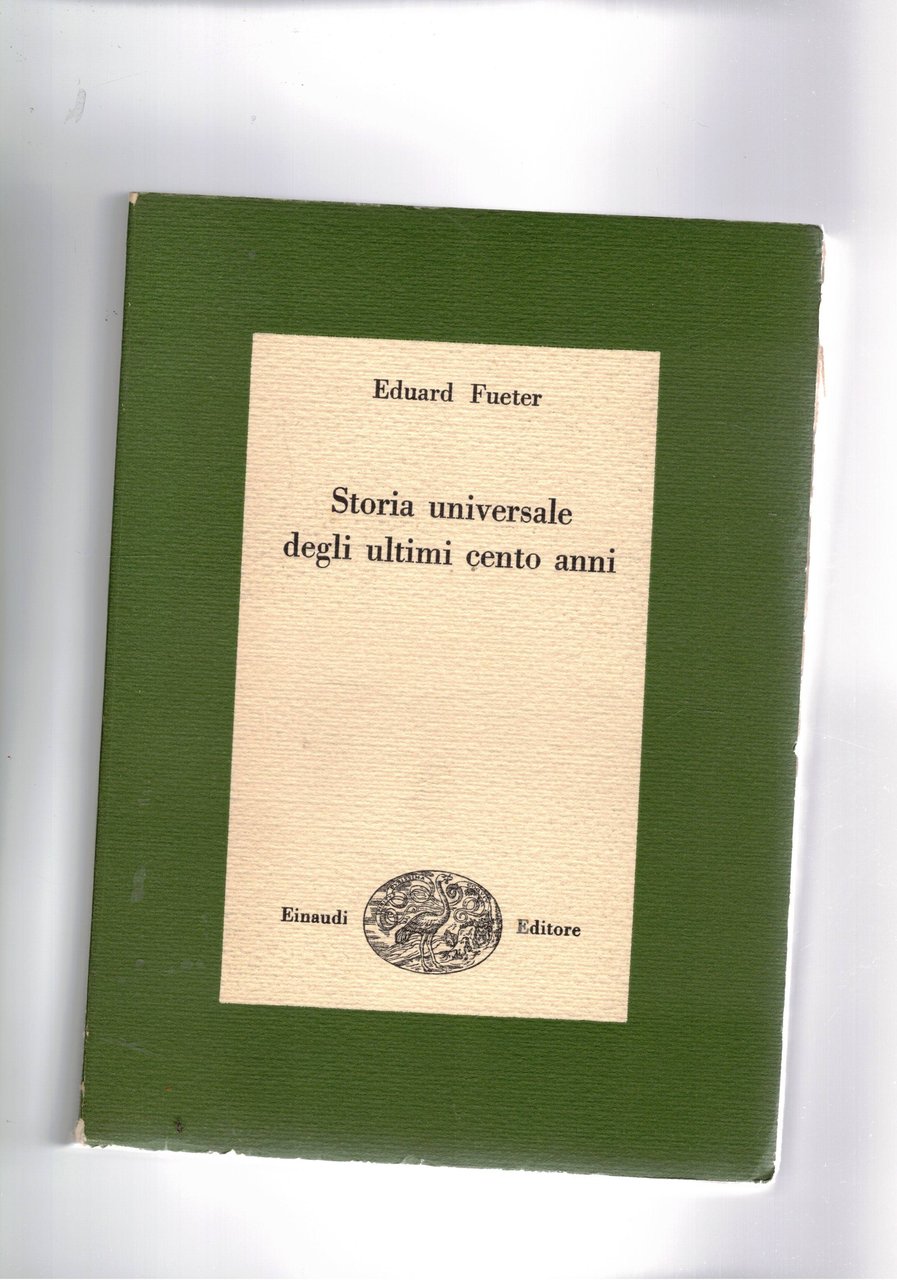 Eduard Fueter
Storia universale
degli ultimi cento anni
Einaudi Editore